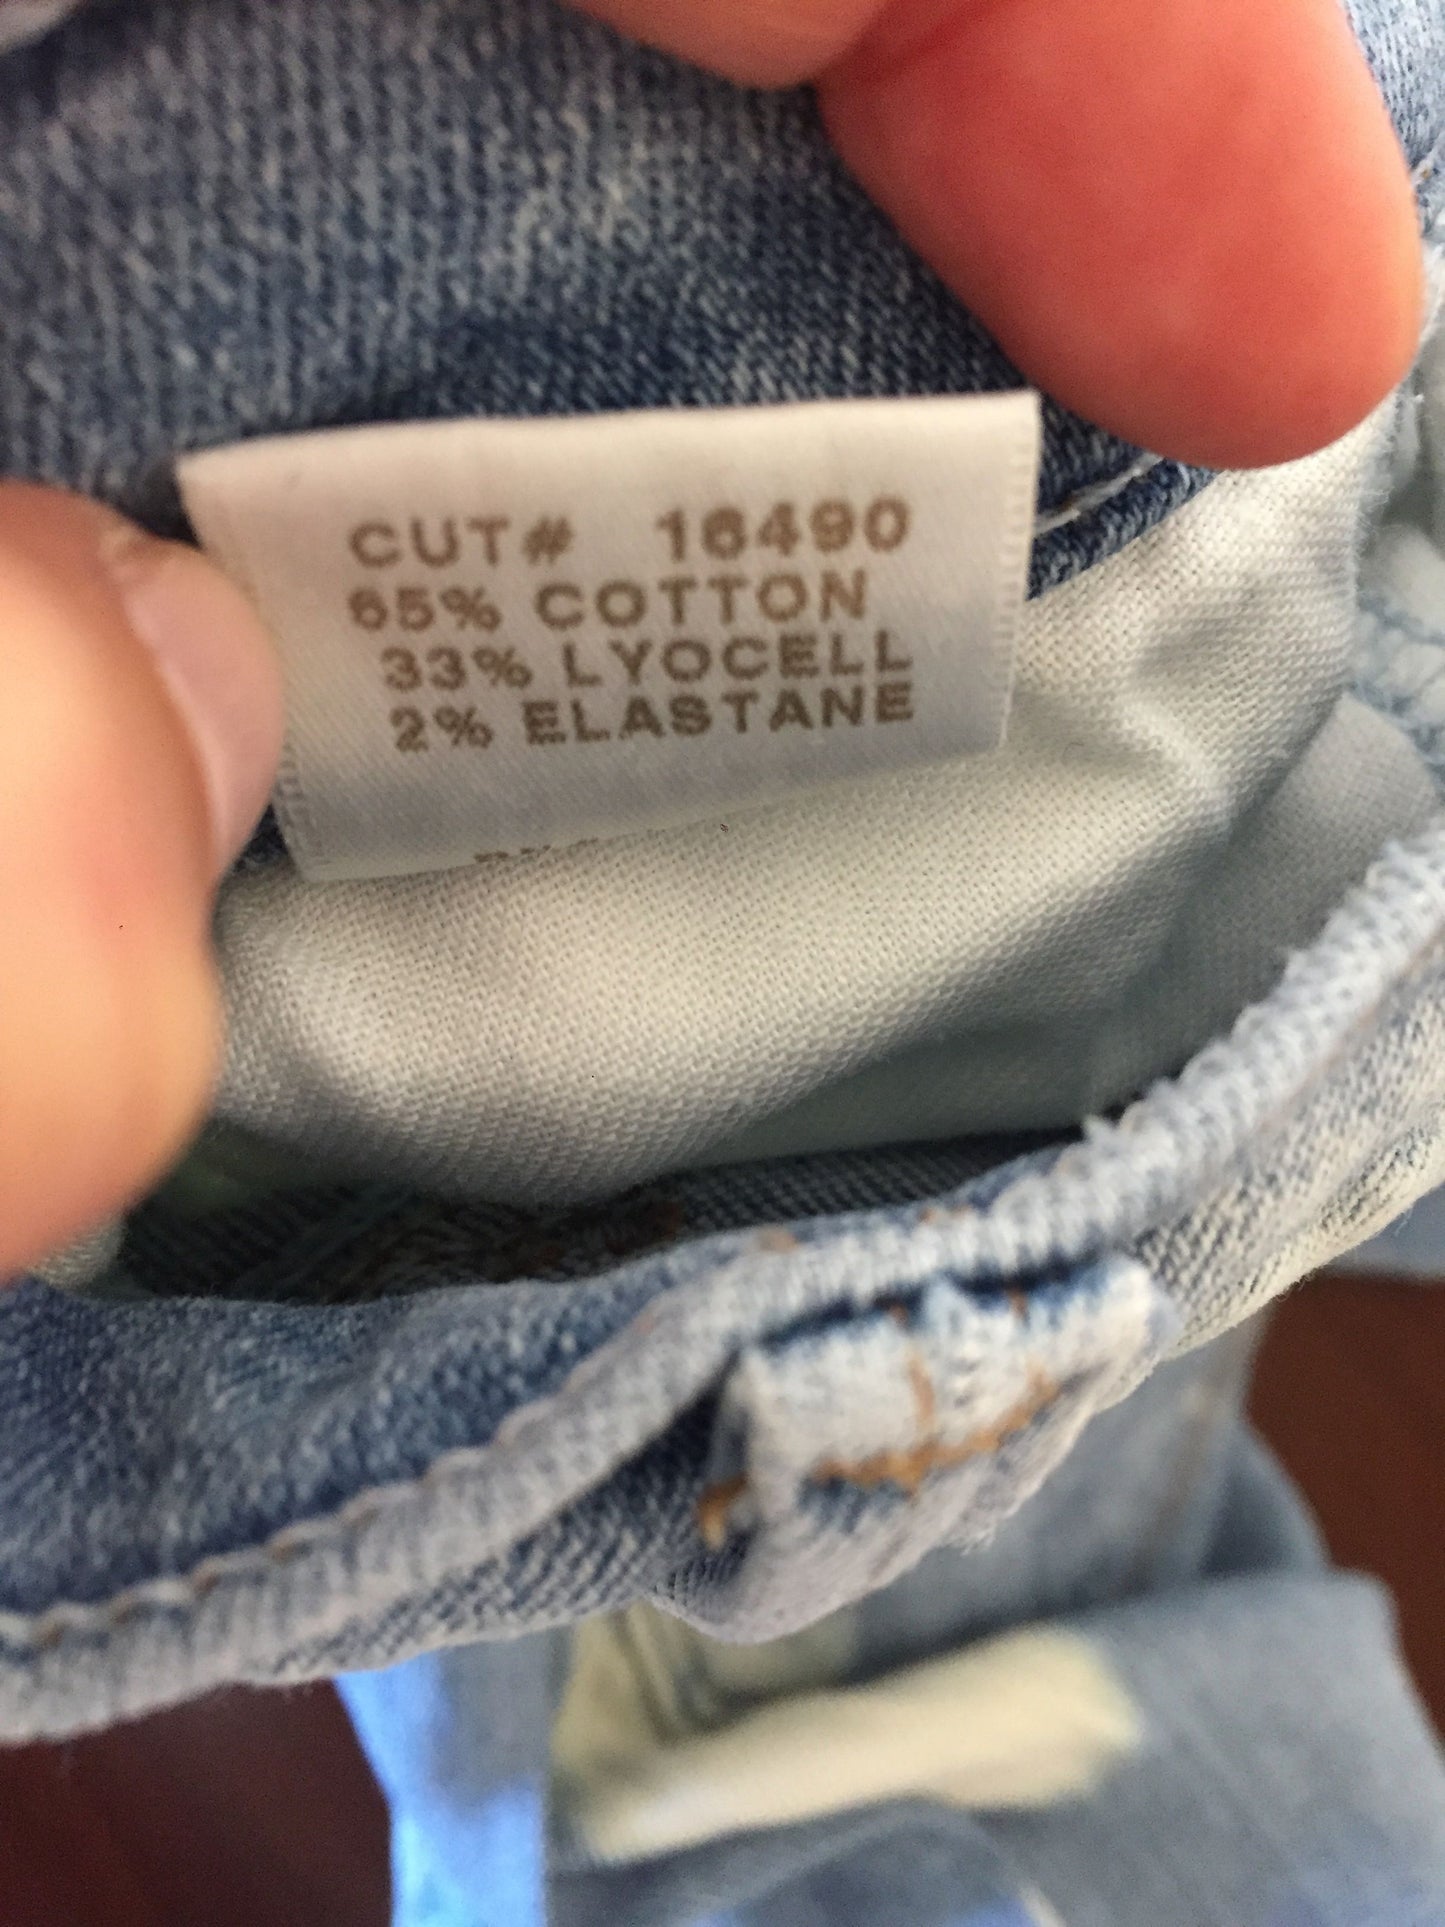 CUT# 16490
65% COTTON
33% LYOCELL
2% ELASTANE